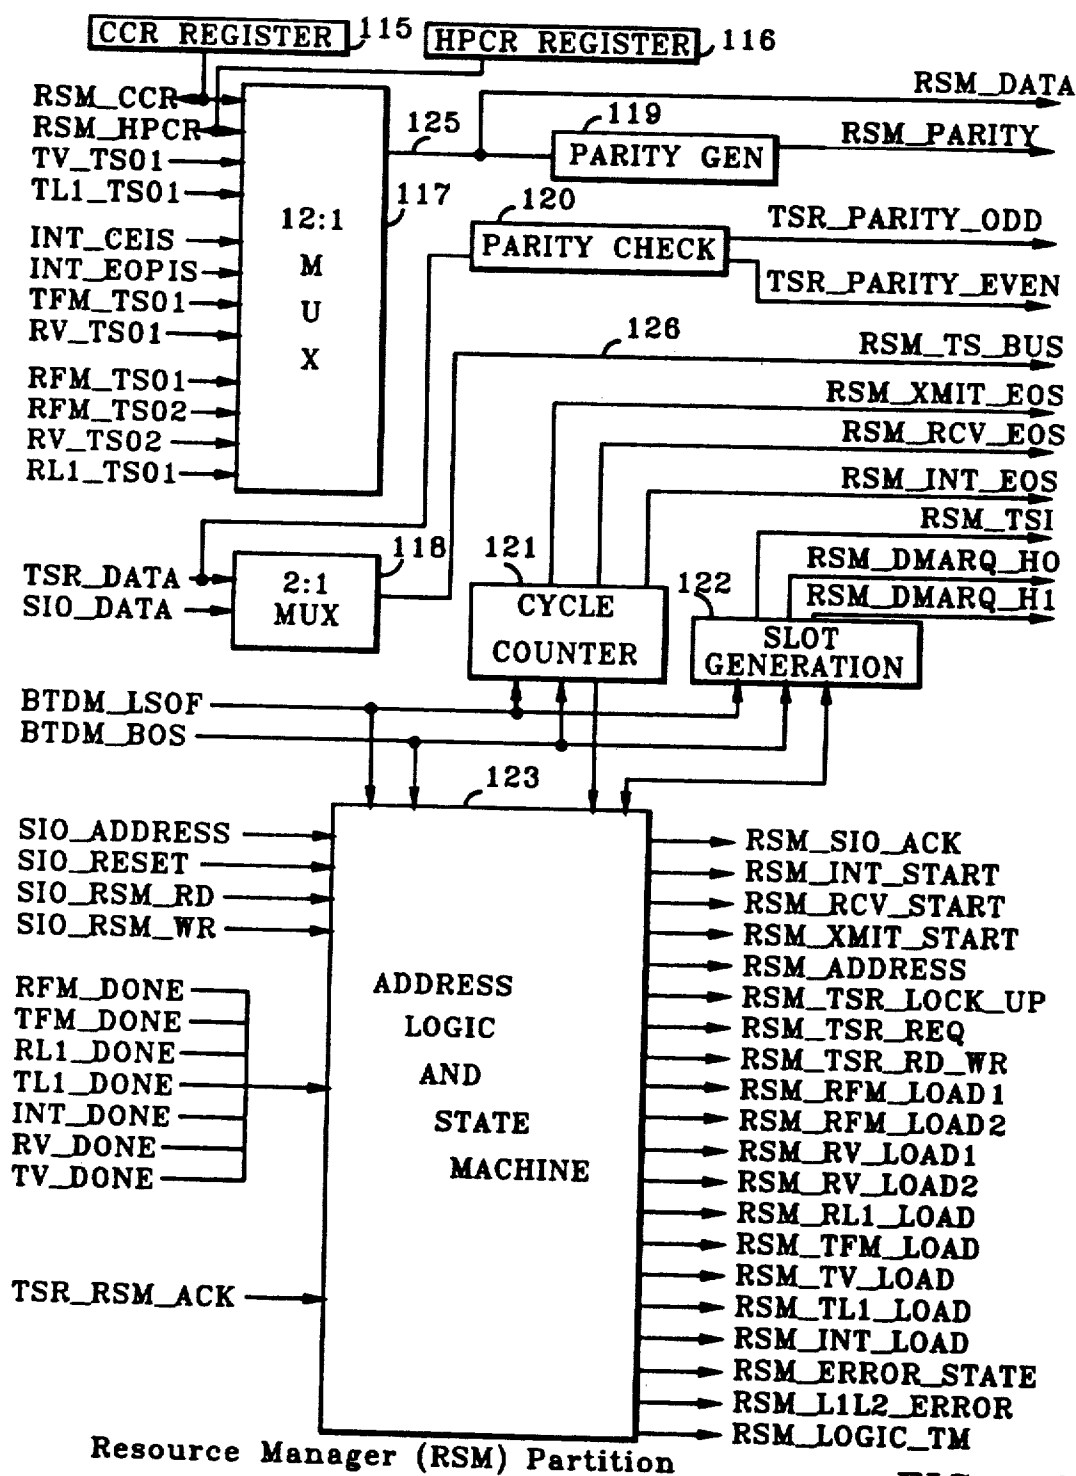 CCR REGISTER 115
HPCR REGISTER 116
RSM_CCR
RSM_HPCR
TV_TS01
TL1_TS01
INT_CEIS
INT_EOPIS
TFM_TS01
RV_TS01
RFM_TS01
RFM_TS02
RV_TS02
RL1_TS01
12:1
M
U
X
117
125
119
PARITY GEN
RSM_DATA
RSM_PARITY
120
PARITY CHECK
TSR_PARITY_ODD
TSR_PARITY_EVEN
126
RSM_TS_BUS
RSM_XMIT_EOS
RSM_RCV_EOS
RSM_INT_EOS
RSM_TSI
RSM_DMARQ_H0
RSM_DMARQ_H1
TSR_DATA
SIO_DATA
118
2:1
MUX
121
CYCLE
COUNTER
122
SLOT
GENERATION
BTDM_LSOF
BTDM_BOS
123
SIO_ADDRESS
SIO_RESET
SIO_RSM_RD
SIO_RSM_WR
RFM_DONE
TFM_DONE
RL1_DONE
TL1_DONE
INT_DONE
RV_DONE
TV_DONE
TSR_RSM_ACK
ADDRESS
LOGIC
AND
STATE
MACHINE
RSM_SIO_ACK
RSM_INT_START
RSM_RCV_START
RSM_XMIT_START
RSM_ADDRESS
RSM_TSR_LOCK_UP
RSM_TSR_REQ
RSM_TSR_RD_WR
RSM_RFM_LOAD1
RSM_RFM_LOAD2
RSM_RV_LOAD1
RSM_RV_LOAD2
RSM_RL1_LOAD
RSM_TFM_LOAD
RSM_TV_LOAD
RSM_TL1_LOAD
RSM_INT_LOAD
RSM_ERROR_STATE
RSM_L1L2_ERROR
RSM_LOGIC_TM
Resource Manager (RSM) Partition